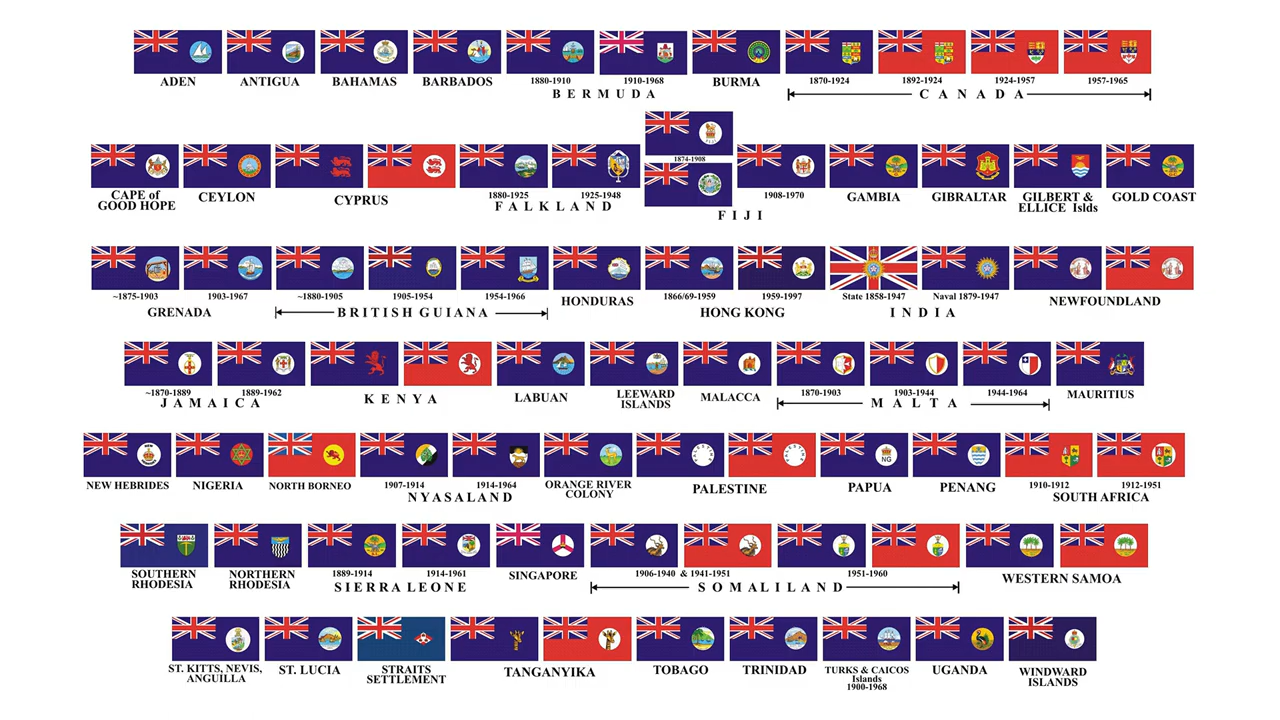 ADEN
ANTIGUA
BAHAMAS
BARBADOS
1880-1910
1910-1968
BERMUDA
BURMA
1870-1924
1892-1924
1924-1957
1957-1965
CANADA
CAPE of
GOOD HOPE
CEYLON
CYPRUS
1880-1925
1925-1948
FALKLAND
1874-1908
1908-1970
FIJI
GAMBIA
GIBRALTAR
GILBERT &
ELLICE Islds
GOLD COAST
~1875-1903
1903-1967
GRENADA
~1880-1905
1905-1954
1954-1966
BRITISH GUIANA
HONDURAS
1866/69-1959
1959-1997
HONG KONG
State 1858-1947
Naval 1879-1947
INDIA
NEWFOUNDLAND
~1870-1889
1889-1962
JAMAICA
KENYA
LABUAN
LEEWARD
ISLANDS
MALACCA
1870-1903
1903-1944
1944-1964
MALTA
MAURITIUS
NEW HEBRIDES
NIGERIA
NORTH BORNEO
1907-1914
1914-1964
NYASALAND
ORANGE RIVER
COLONY
PALESTINE
NG
PAPUA
PENANG
1910-1912
1912-1951
SOUTH AFRICA
SOUTHERN
RHODESIA
NORTHERN
RHODESIA
1889-1914
1914-1961
SIERRA LEONE
SINGAPORE
1906-1940 & 1941-1951
1951-1960
SOMALILAND
WESTERN SAMOA
ST. KITTS, NEVIS,
ANGUILLA
ST. LUCIA
STRAITS
SETTLEMENT
TANGANYIKA
TOBAGO
TRINIDAD
TURKS & CAICOS
Islands
1900-1968
UGANDA
WINDWARD
ISLANDS